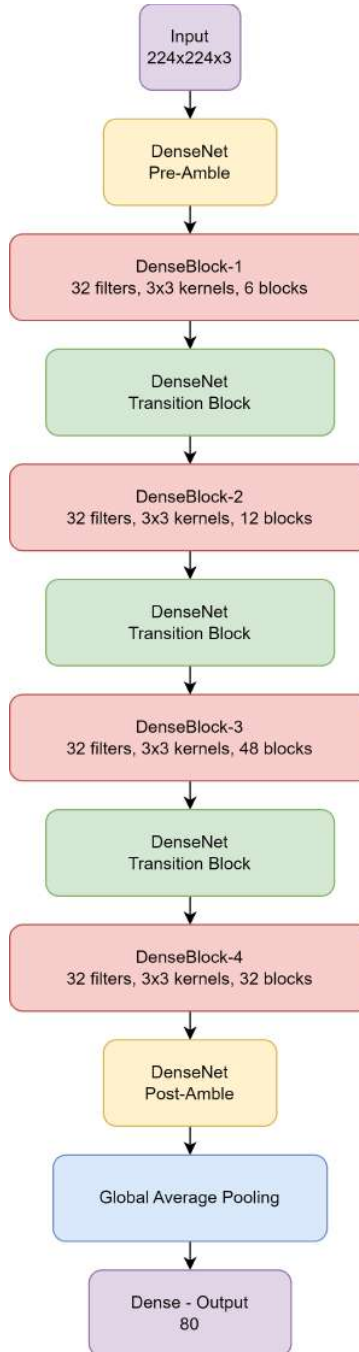 Input
224x224x3
DenseNet
Pre-Amble
DenseBlock-1
32 filters, 3x3 kernels, 6 blocks
DenseNet
Transition Block
DenseBlock-2
32 filters, 3x3 kernels, 12 blocks
DenseNet
Transition Block
DenseBlock-3
32 filters, 3x3 kernels, 48 blocks
DenseNet
Transition Block
DenseBlock-4
32 filters, 3x3 kernels, 32 blocks
DenseNet
Post-Amble
Global Average Pooling
Dense - Output
80